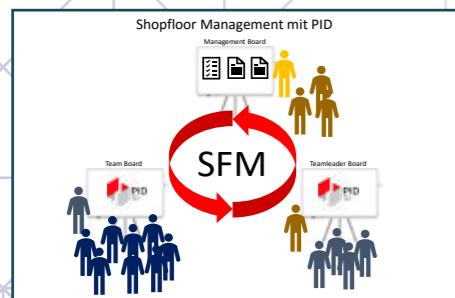 Shopfloor Management mit PID
Management Board
SFM
Team Board
PID
Teamleader Board
PID